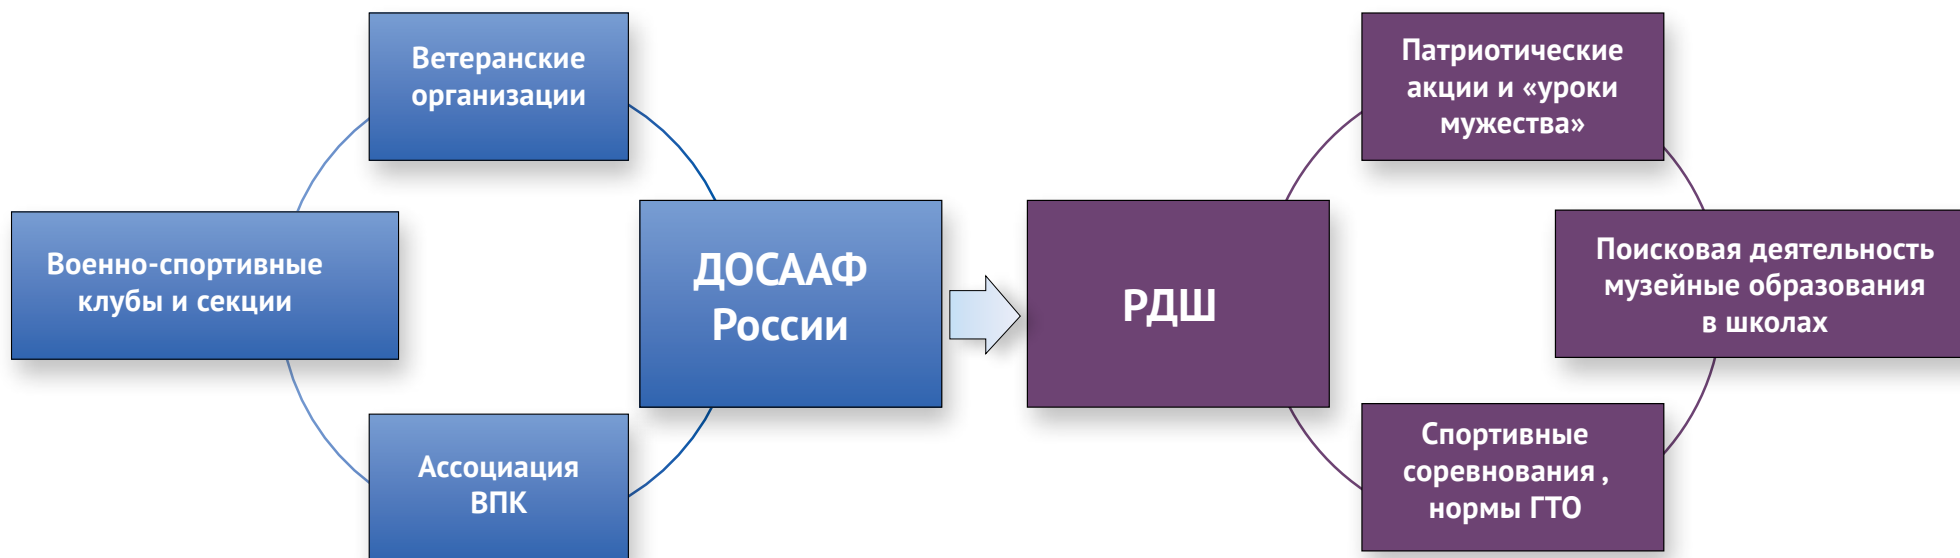 Ветеранские
организации
Военно-спортивные
клубы и секции
Ассоциация
ВПК
ДОСААФ
России
РДШ
Патриотические
акции и «уроки
мужества»
Поисковая деятельность
музейные образования
в школах
Спортивные
соревнования ,
нормы ГТО